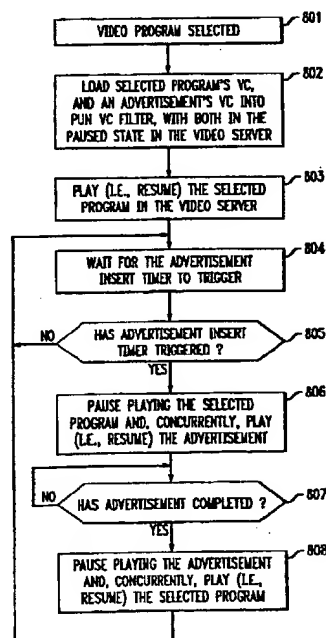 801
VIDEO PROGRAM SELECTED
802
LOAD SELECTED PROGRAM'S VC,
AND AN ADVERTISEMENT'S VC INTO
PUN VC FILTER, WITH BOTH IN THE
PAUSED STATE IN THE VIDEO SERVER
803
PLAY (I.E., RESUME) THE SELECTED
PROGRAM IN THE VIDEO SERVER
804
WAIT FOR THE ADVERTISEMENT
INSERT TIMER TO TRIGGER
805
NO
HAS ADVERTISEMENT INSERT
TIMER TRIGGERED ?
YES
806
PAUSE PLAYING THE SELECTED
PROGRAM AND, CONCURRENTLY, PLAY
(I.E., RESUME) THE ADVERTISEMENT
807
NO
HAS ADVERTISEMENT COMPLETED ?
YES
808
PAUSE PLAYING THE ADVERTISEMENT
AND, CONCURRENTLY, PLAY (I.E.,
RESUME) THE SELECTED PROGRAM